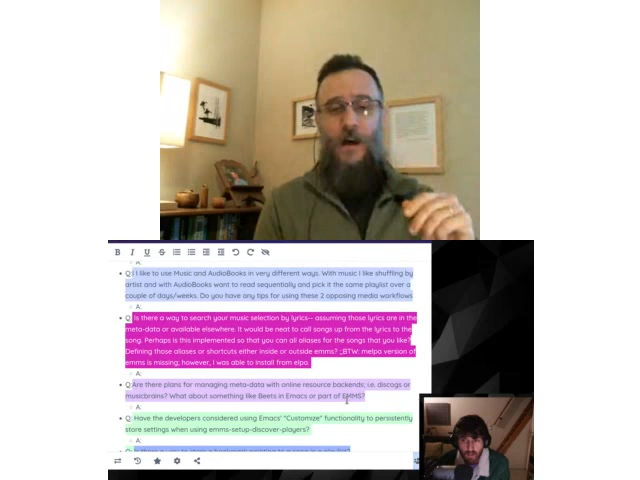 B I U S
A:
Q: I like to use Music and AudioBooks in very different ways. With music I like shuffling by
artist and with AudioBooks want to read sequentially and pick it the same playlist over a
couple of days/weeks. Do you have any tips for using these 2 opposing media workflows
A:
Q: Is there a way to search your music selection by lyrics— assuming those lyrics are in the
meta-data or available elsewhere. It would be neat to call songs up from the lyrics to the
song. Perhaps is this implemented so that you can all aliases for the songs that you like?
Defining those aliases or shortcuts either inside or outside emms? ;,BTW: melpa version of
emms is missing; however, I was able to install from elpa.
A:
Q: Are there plans for managing meta-data with online resource backends; i.e. discogs or
musicbrains? What about something like Beets in Emacs or part of EMMS?
A:
Q: Have the developers considered using Emacs' "Customize" functionality to persistently
store settings when using emms-setup-discover-players?
A: